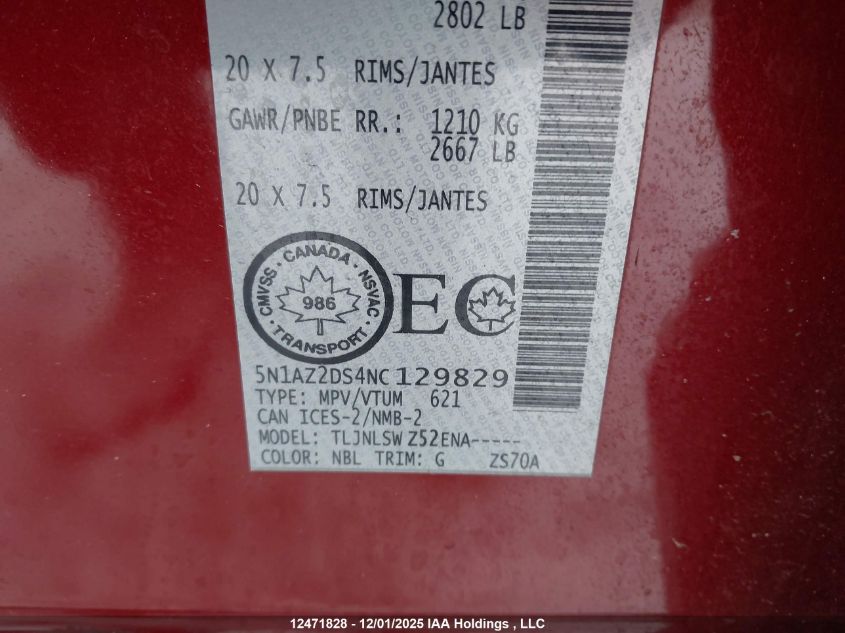 2802 LB
20 X 7.5 RIMS/JANTES
GAWR/PNBE RR.: 1210 KG
2667 LB
20 X 7.5 RIMS/JANTES
CMVSS · CANADA · NSVAC
986
· TRANSPORT ·
EC
5N1AZ2DS4NC129829
TYPE: MPV/VTUM 621
CAN ICES-2/NMB-2
MODEL: TLJNLSW Z52ENA-----
COLOR: NBL TRIM: G ZS70A
12471828 - 12/01/2025 IAA Holdings , LLC